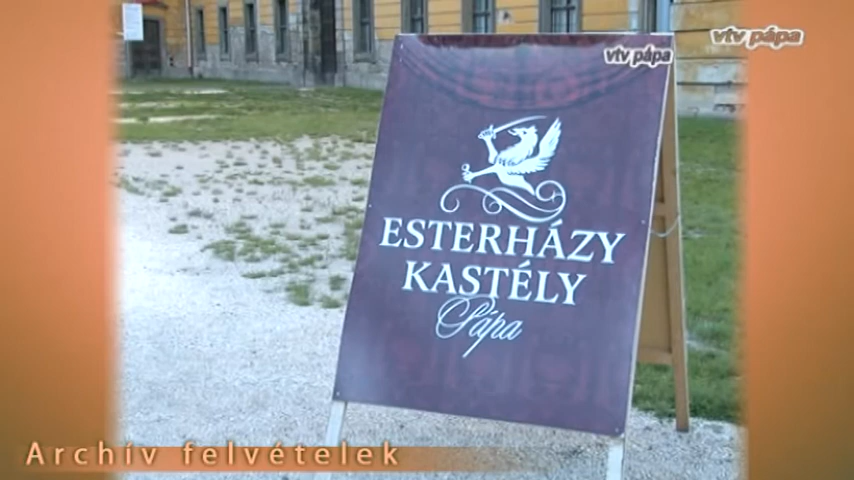 vtv pápa
vtv pápa
ESTERHÁZY
KASTÉLY
Pápa
Archív felvételek